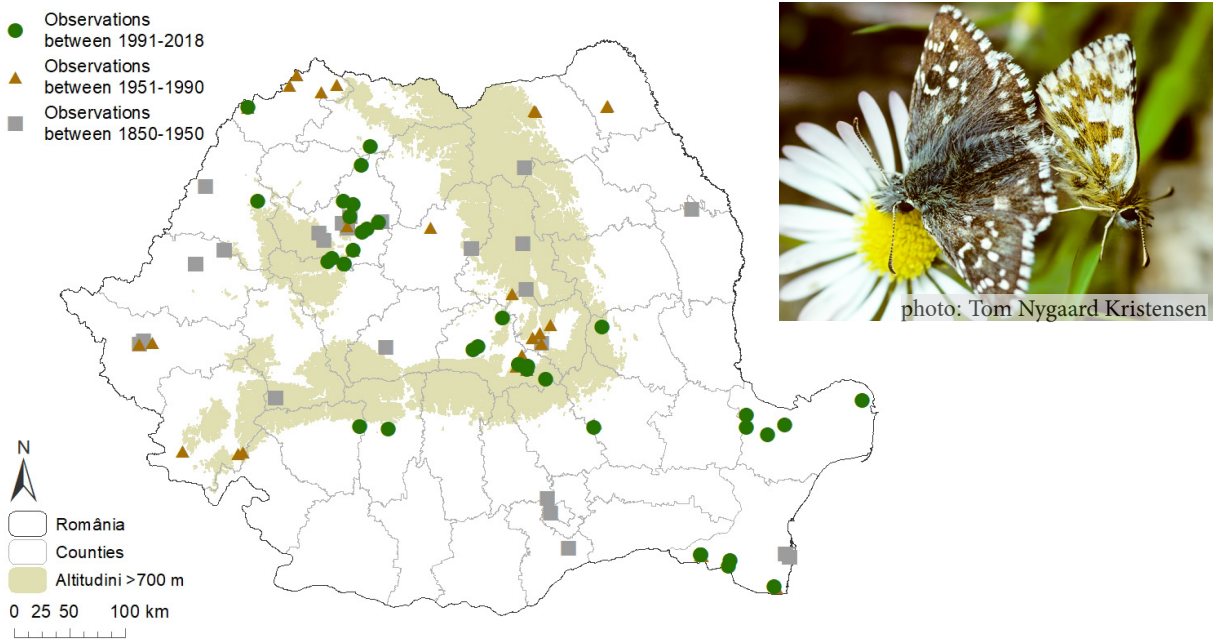 Observations
between 1991-2018
Observations
between 1951-1990
Observations
between 1850-1950
N
România
Counties
Altitudini >700 m
0 25 50 100 km
photo: Tom Nygaard Kristensen